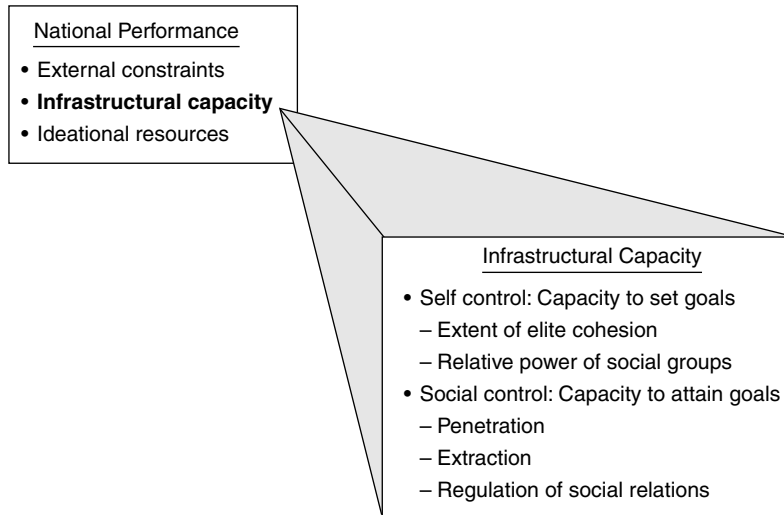 National Performance
• External constraints
• Infrastructural capacity
• Ideational resources
Infrastructural Capacity
• Self control: Capacity to set goals
– Extent of elite cohesion
– Relative power of social groups
• Social control: Capacity to attain goals
– Penetration
– Extraction
– Regulation of social relations